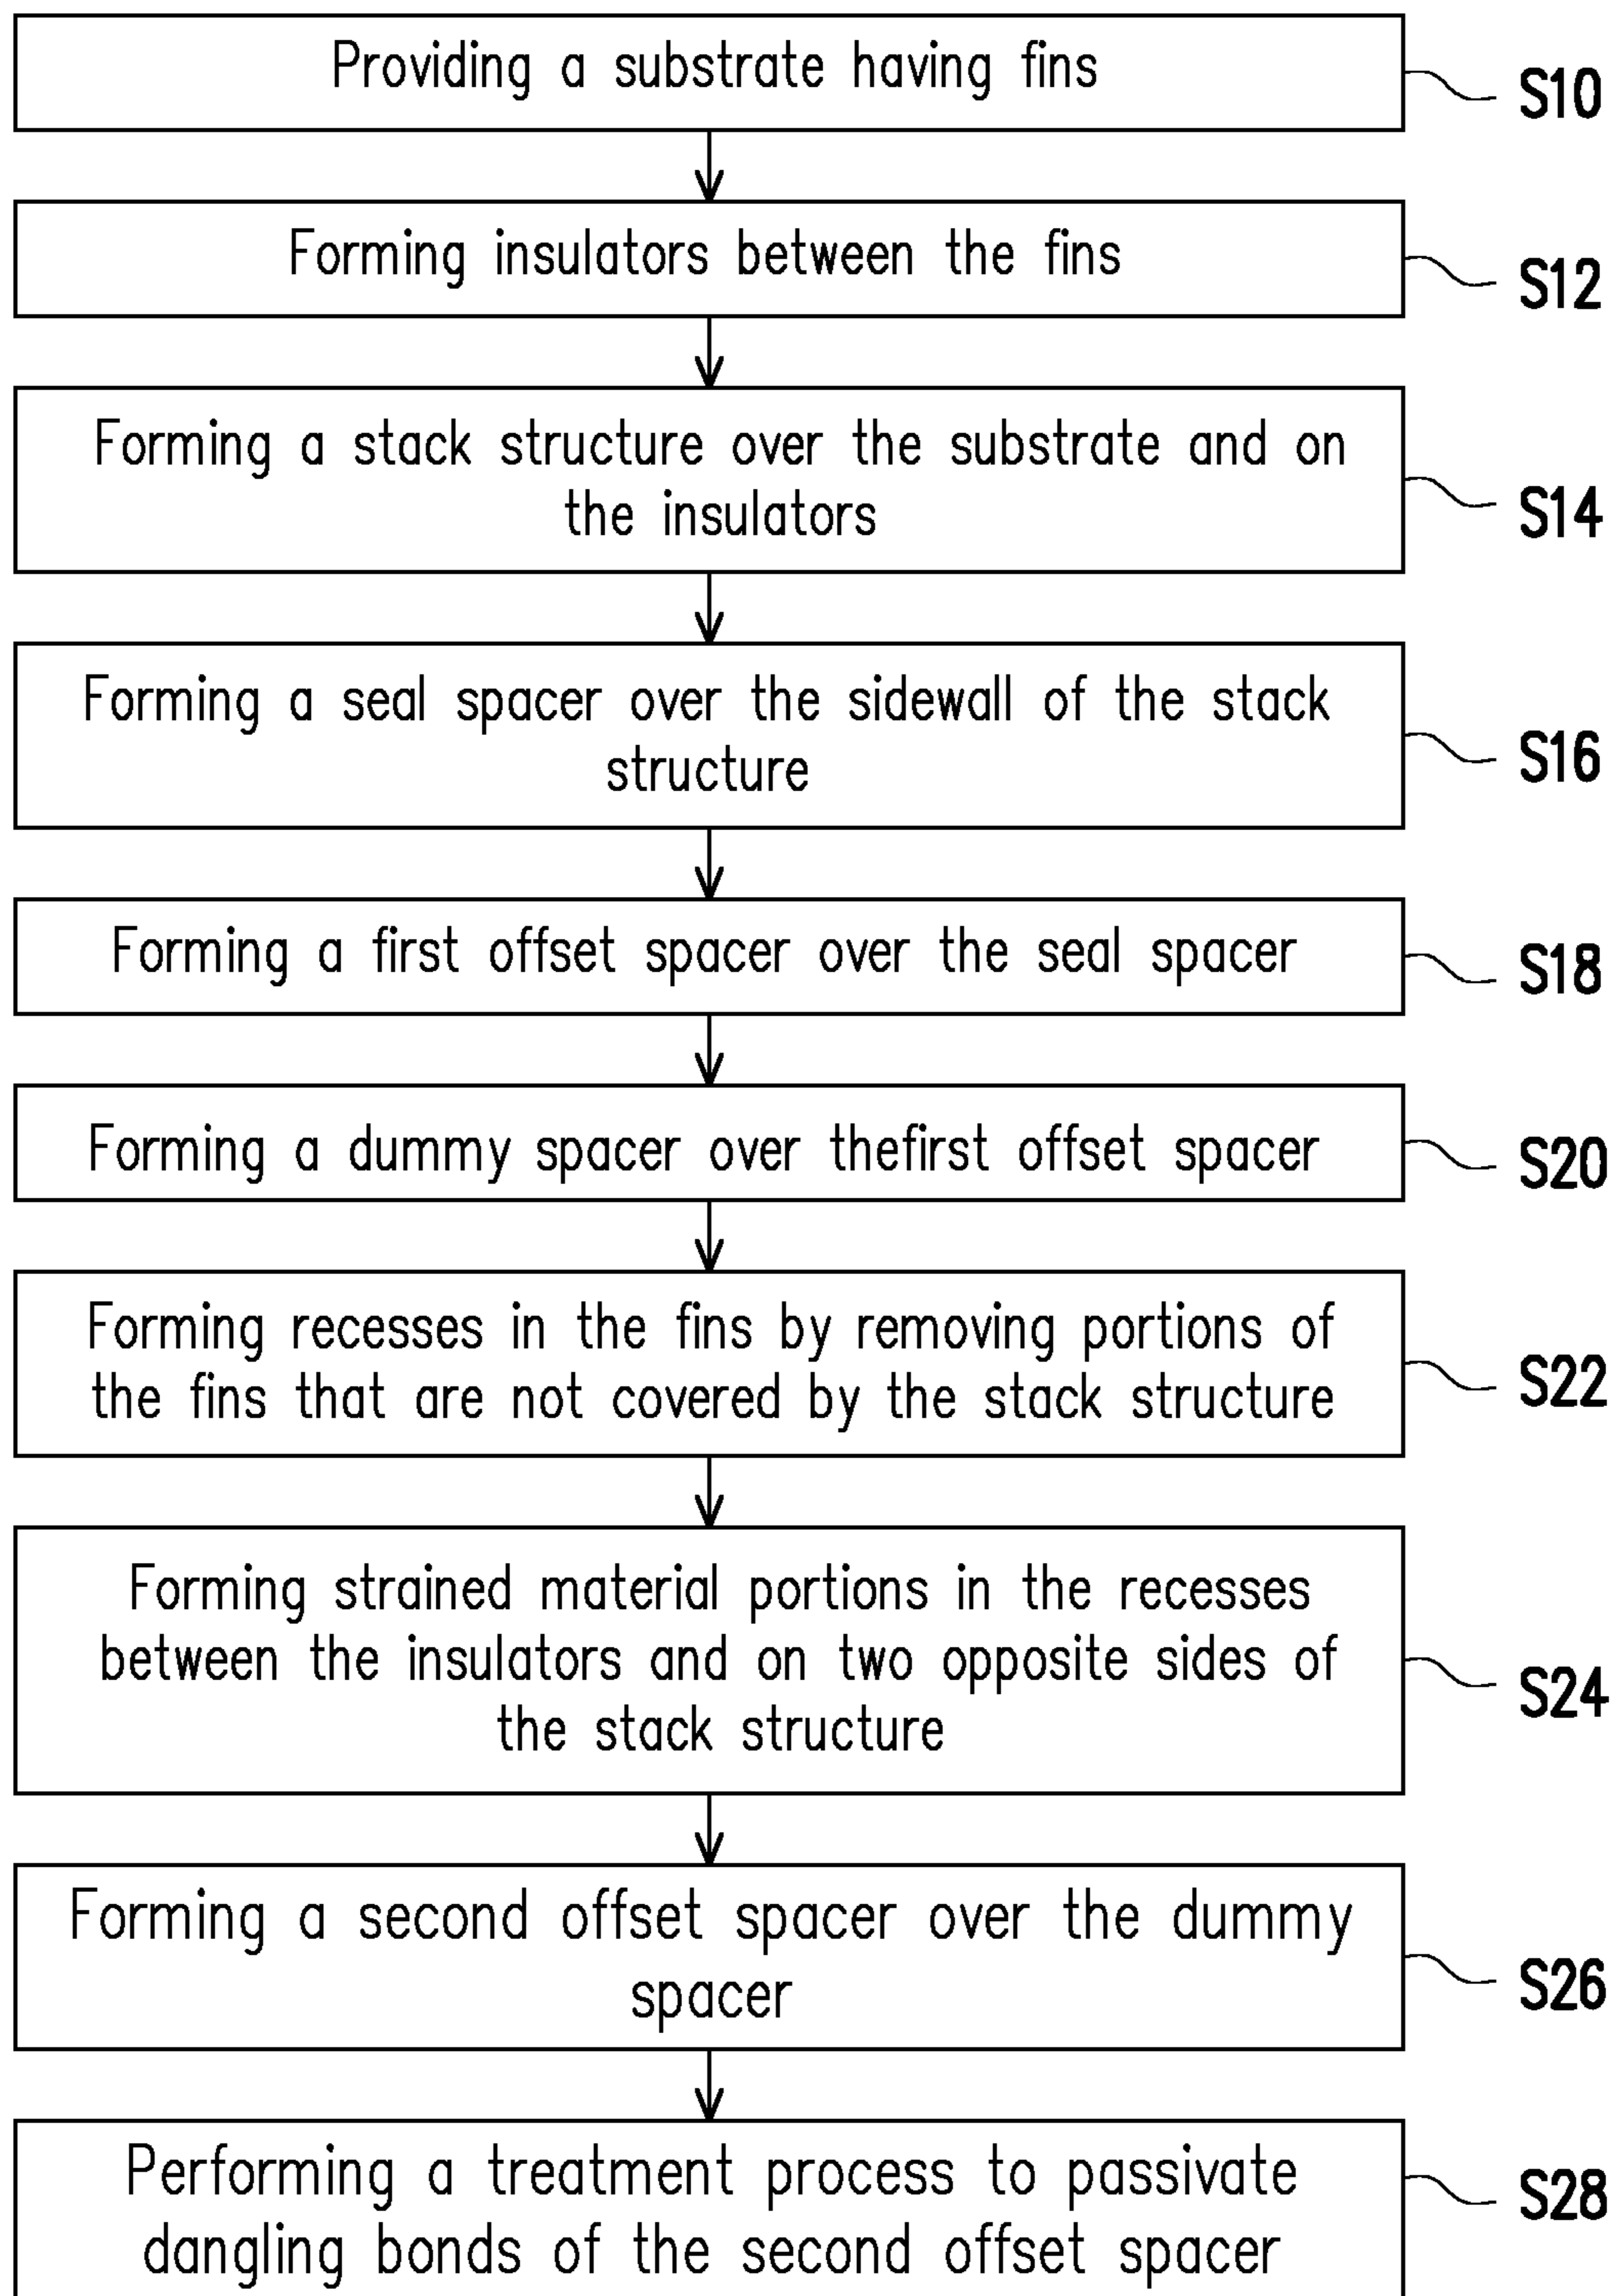 Providing a substrate having fins
S10
Forming insulators between the fins
S12
Forming a stack structure over the substrate and on
the insulators
S14
Forming a seal spacer over the sidewall of the stack
structure
S16
Forming a first offset spacer over the seal spacer
S18
Forming a dummy spacer over thefirst offset spacer
S20
Forming recesses in the fins by removing portions of
the fins that are not covered by the stack structure
S22
Forming strained material portions in the recesses
between the insulators and on two opposite sides of
the stack structure
S24
Forming a second offset spacer over the dummy
spacer
S26
Performing a treatment process to passivate
dangling bonds of the second offset spacer
S28